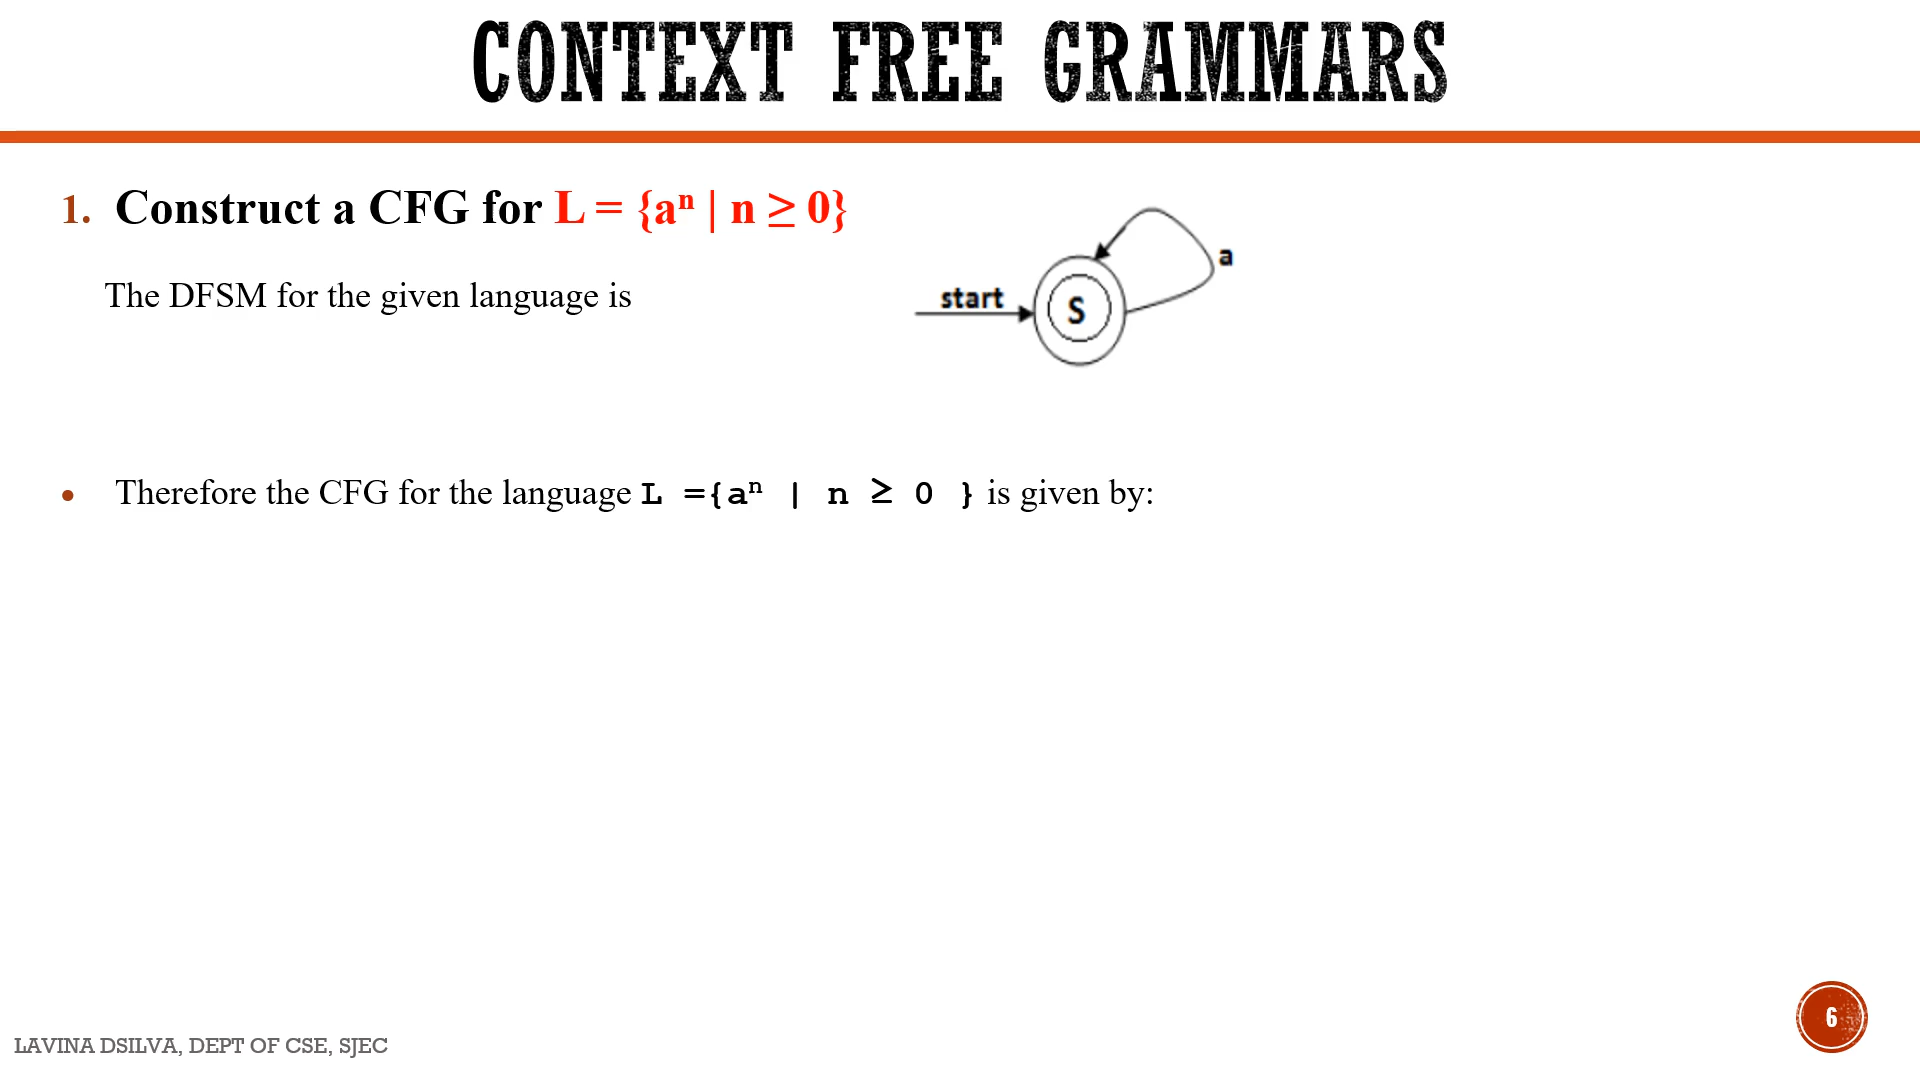 CONTEXT FREE GRAMMARS
1. Construct a CFG for L = {aⁿ | n ≥ 0}
The DFSM for the given language is
start
S
a
• Therefore the CFG for the language L ={aⁿ | n ≥ 0 } is given by:
6
LAVINA DSILVA, DEPT OF CSE, SJEC